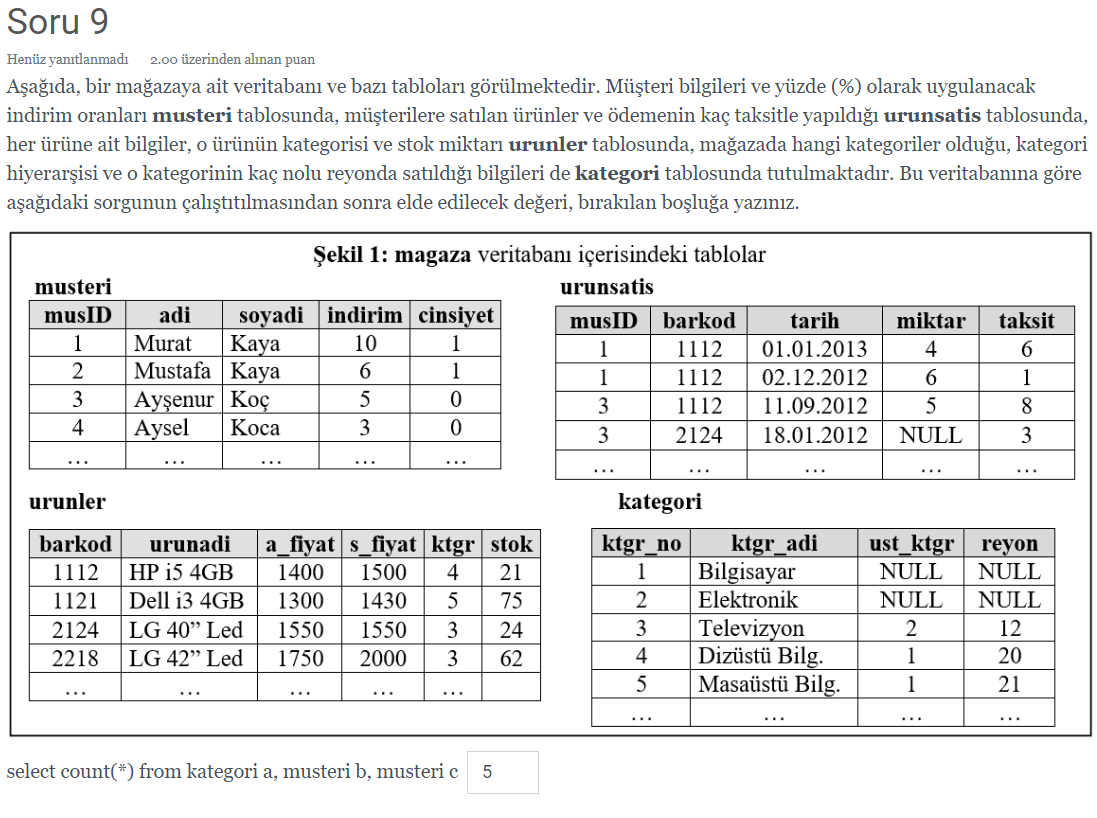 Soru 9
Henüz yanıtlanmadı 2.00 üzerinden alınan puan
Aşağıda, bir mağazaya ait veritabanı ve bazı tabloları görülmektedir. Müşteri bilgileri ve yüzde (%) olarak uygulanacak
indirim oranları musteri tablosunda, müşterilere satılan ürünler ve ödemenin kaç taksitle yapıldığı urunsatis tablosunda,
her ürüne ait bilgiler, o ürünün kategorisi ve stok miktarı urunler tablosunda, mağazada hangi kategoriler olduğu, kategori
hiyerarşisi ve o kategorinin kaç nolu reyonda satıldığı bilgileri de kategori tablosunda tutulmaktadır. Bu veritabanına göre
aşağıdaki sorgunun çalıştıtılmasından sonra elde edilecek değeri, bırakılan boşluğa yazınız.
Şekil 1: magaza veritabanı içerisindeki tablolar
musteri
musID adi soyadi indirim cinsiyet
1 Murat Kaya 10 1
2 Mustafa Kaya 6 1
3 Ayşenur Koç 5 0
4 Aysel Koca 3 0
... ... ... ... ...
urunsatis
musID barkod tarih miktar taksit
1 1112 01.01.2013 4 6
1 1112 02.12.2012 6 1
3 1112 11.09.2012 5 8
3 2124 18.01.2012 NULL 3
... ... ... ... ...
urunler
barkod urunadi a_fiyat s_fiyat ktgr stok
1112 HP i5 4GB 1400 1500 4 21
1121 Dell i3 4GB 1300 1430 5 75
2124 LG 40” Led 1550 1550 3 24
2218 LG 42” Led 1750 2000 3 62
... ... ... ... ...
kategori
ktgr_no ktgr_adi ust_ktgr reyon
1 Bilgisayar NULL NULL
2 Elektronik NULL NULL
3 Televizyon 2 12
4 Dizüstü Bilg. 1 20
5 Masaüstü Bilg. 1 21
... ... ... ...
select count(*) from kategori a, musteri b, musteri c 5